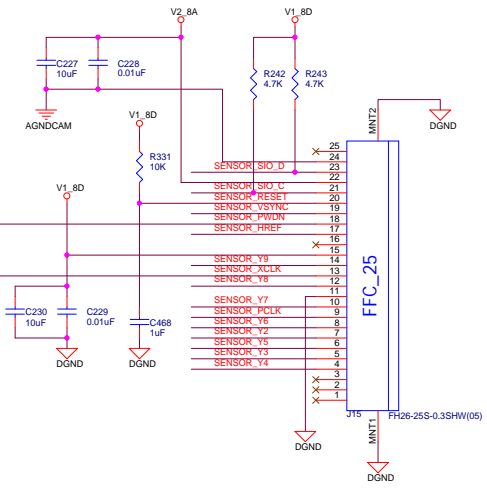 V2_8A
V1_8D
C227
10uF
C228
0.01uF
R242
4.7K
R243
4.7K
AGNDCAM
V1_8D
R331
10K
V1_8D
C230
10uF
C229
0.01uF
C468
1uF
DGND
DGND
MNT2
DGND
25
24
SENSOR_SIO_D 23
22
SENSOR_SIO_C 21
SENSOR_RESET 20
SENSOR_VSYNC 19
SENSOR_PWDN 18
SENSOR_HREF 17
16
15
SENSOR_Y9 14
SENSOR_XCLK 13
SENSOR_Y8 12
11
SENSOR_Y7 10
SENSOR_PCLK 9
SENSOR_Y6 8
SENSOR_Y2 7
SENSOR_Y5 6
SENSOR_Y3 5
SENSOR_Y4 4
3
2
1
FFC_25
J15
FH26-25S-0.3SHW(05)
MNT1
DGND
DGND